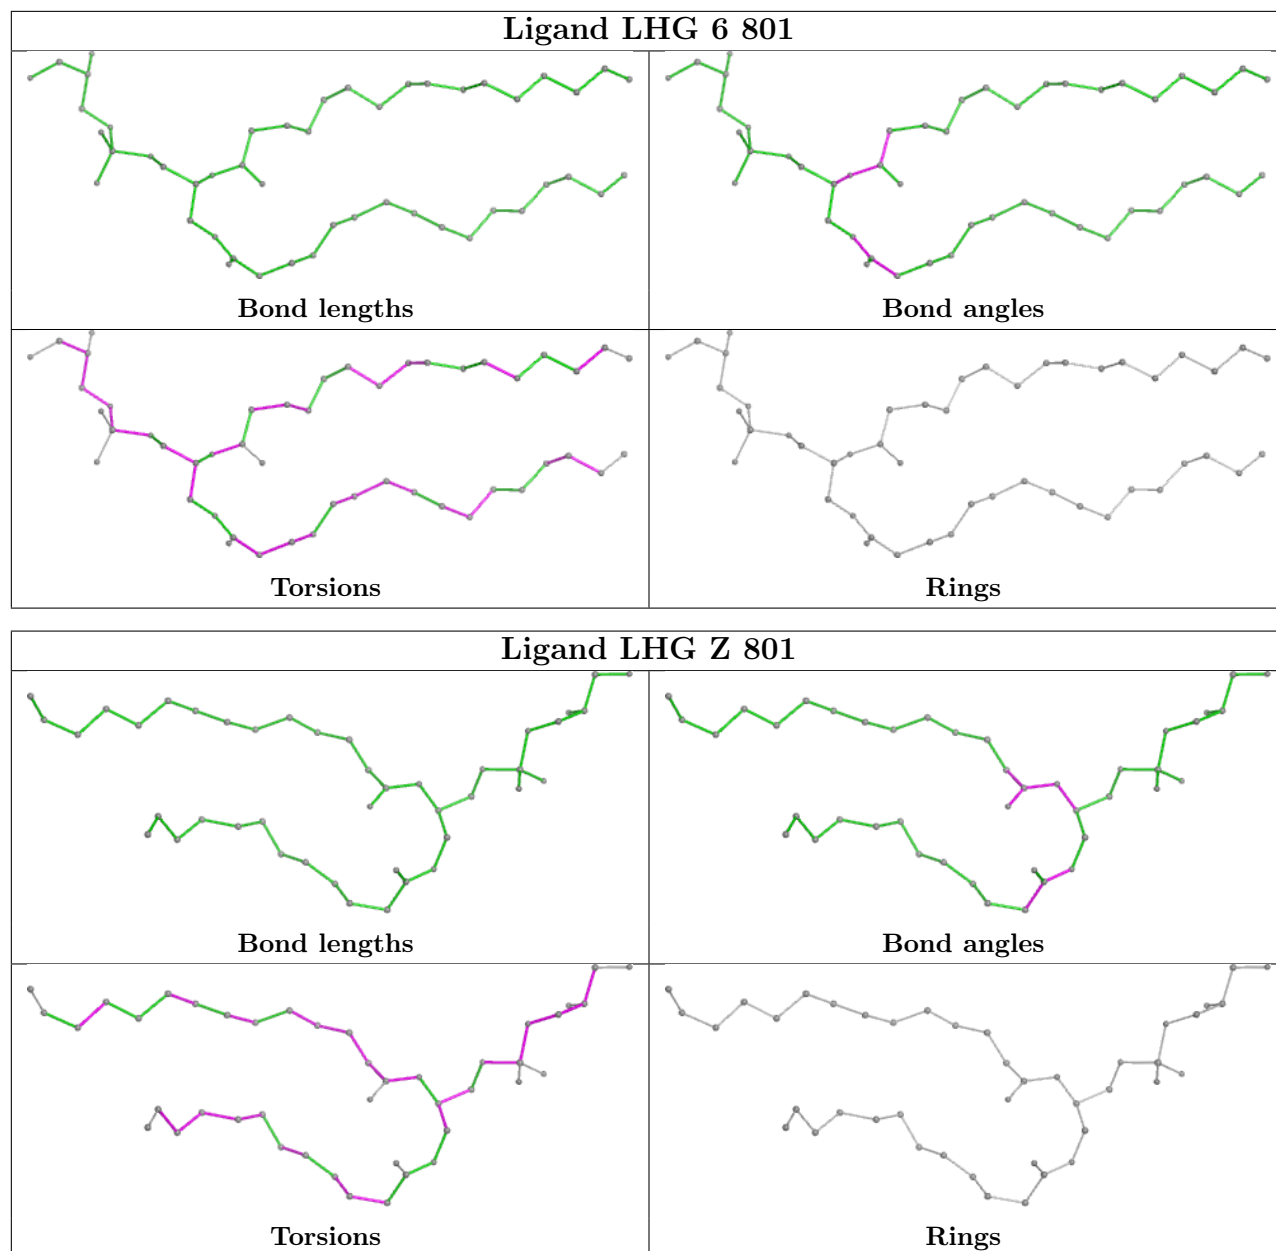 Ligand LHG 6 801
Bond lengths
Bond angles
Torsions
Rings
Ligand LHG Z 801
Bond lengths
Bond angles
Torsions
Rings